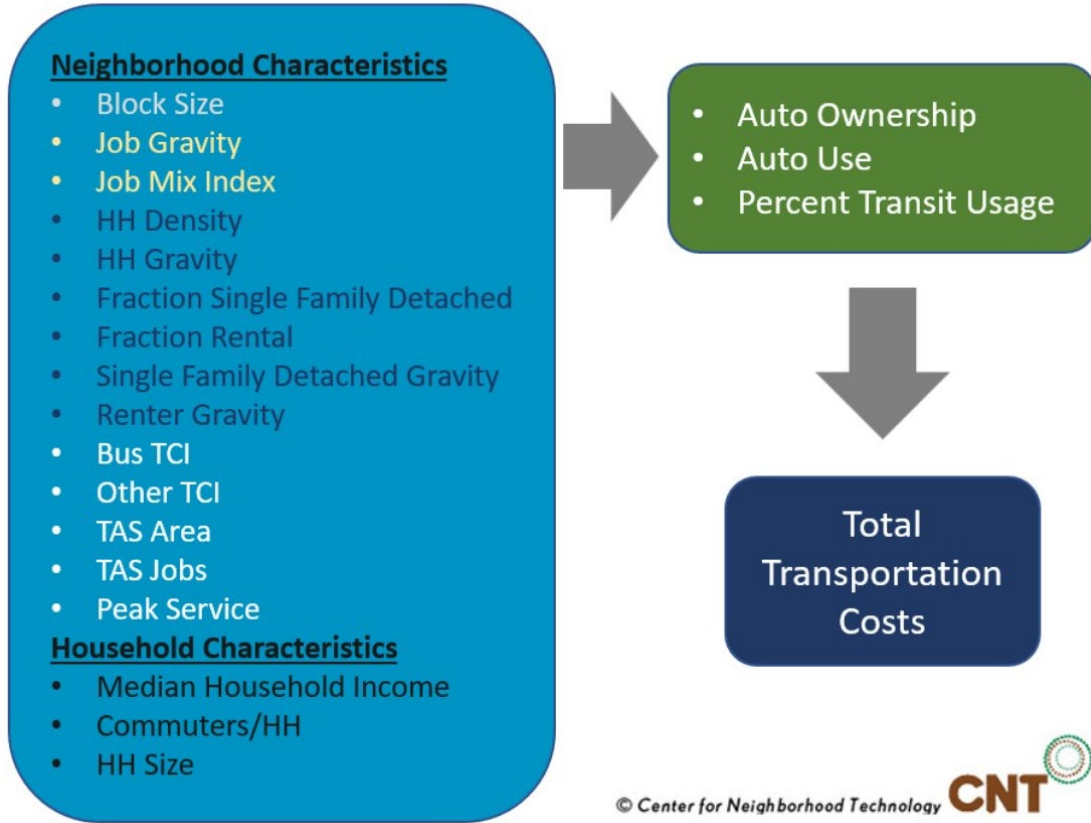 Neighborhood Characteristics
• Block Size
• Job Gravity
• Job Mix Index
• HH Density
• HH Gravity
• Fraction Single Family Detached
• Fraction Rental
• Single Family Detached Gravity
• Renter Gravity
• Bus TCI
• Other TCI
• TAS Area
• TAS Jobs
• Peak Service
Household Characteristics
• Median Household Income
• Commuters/HH
• HH Size
• Auto Ownership
• Auto Use
• Percent Transit Usage
Total
Transportation
Costs
© Center for Neighborhood Technology CNT